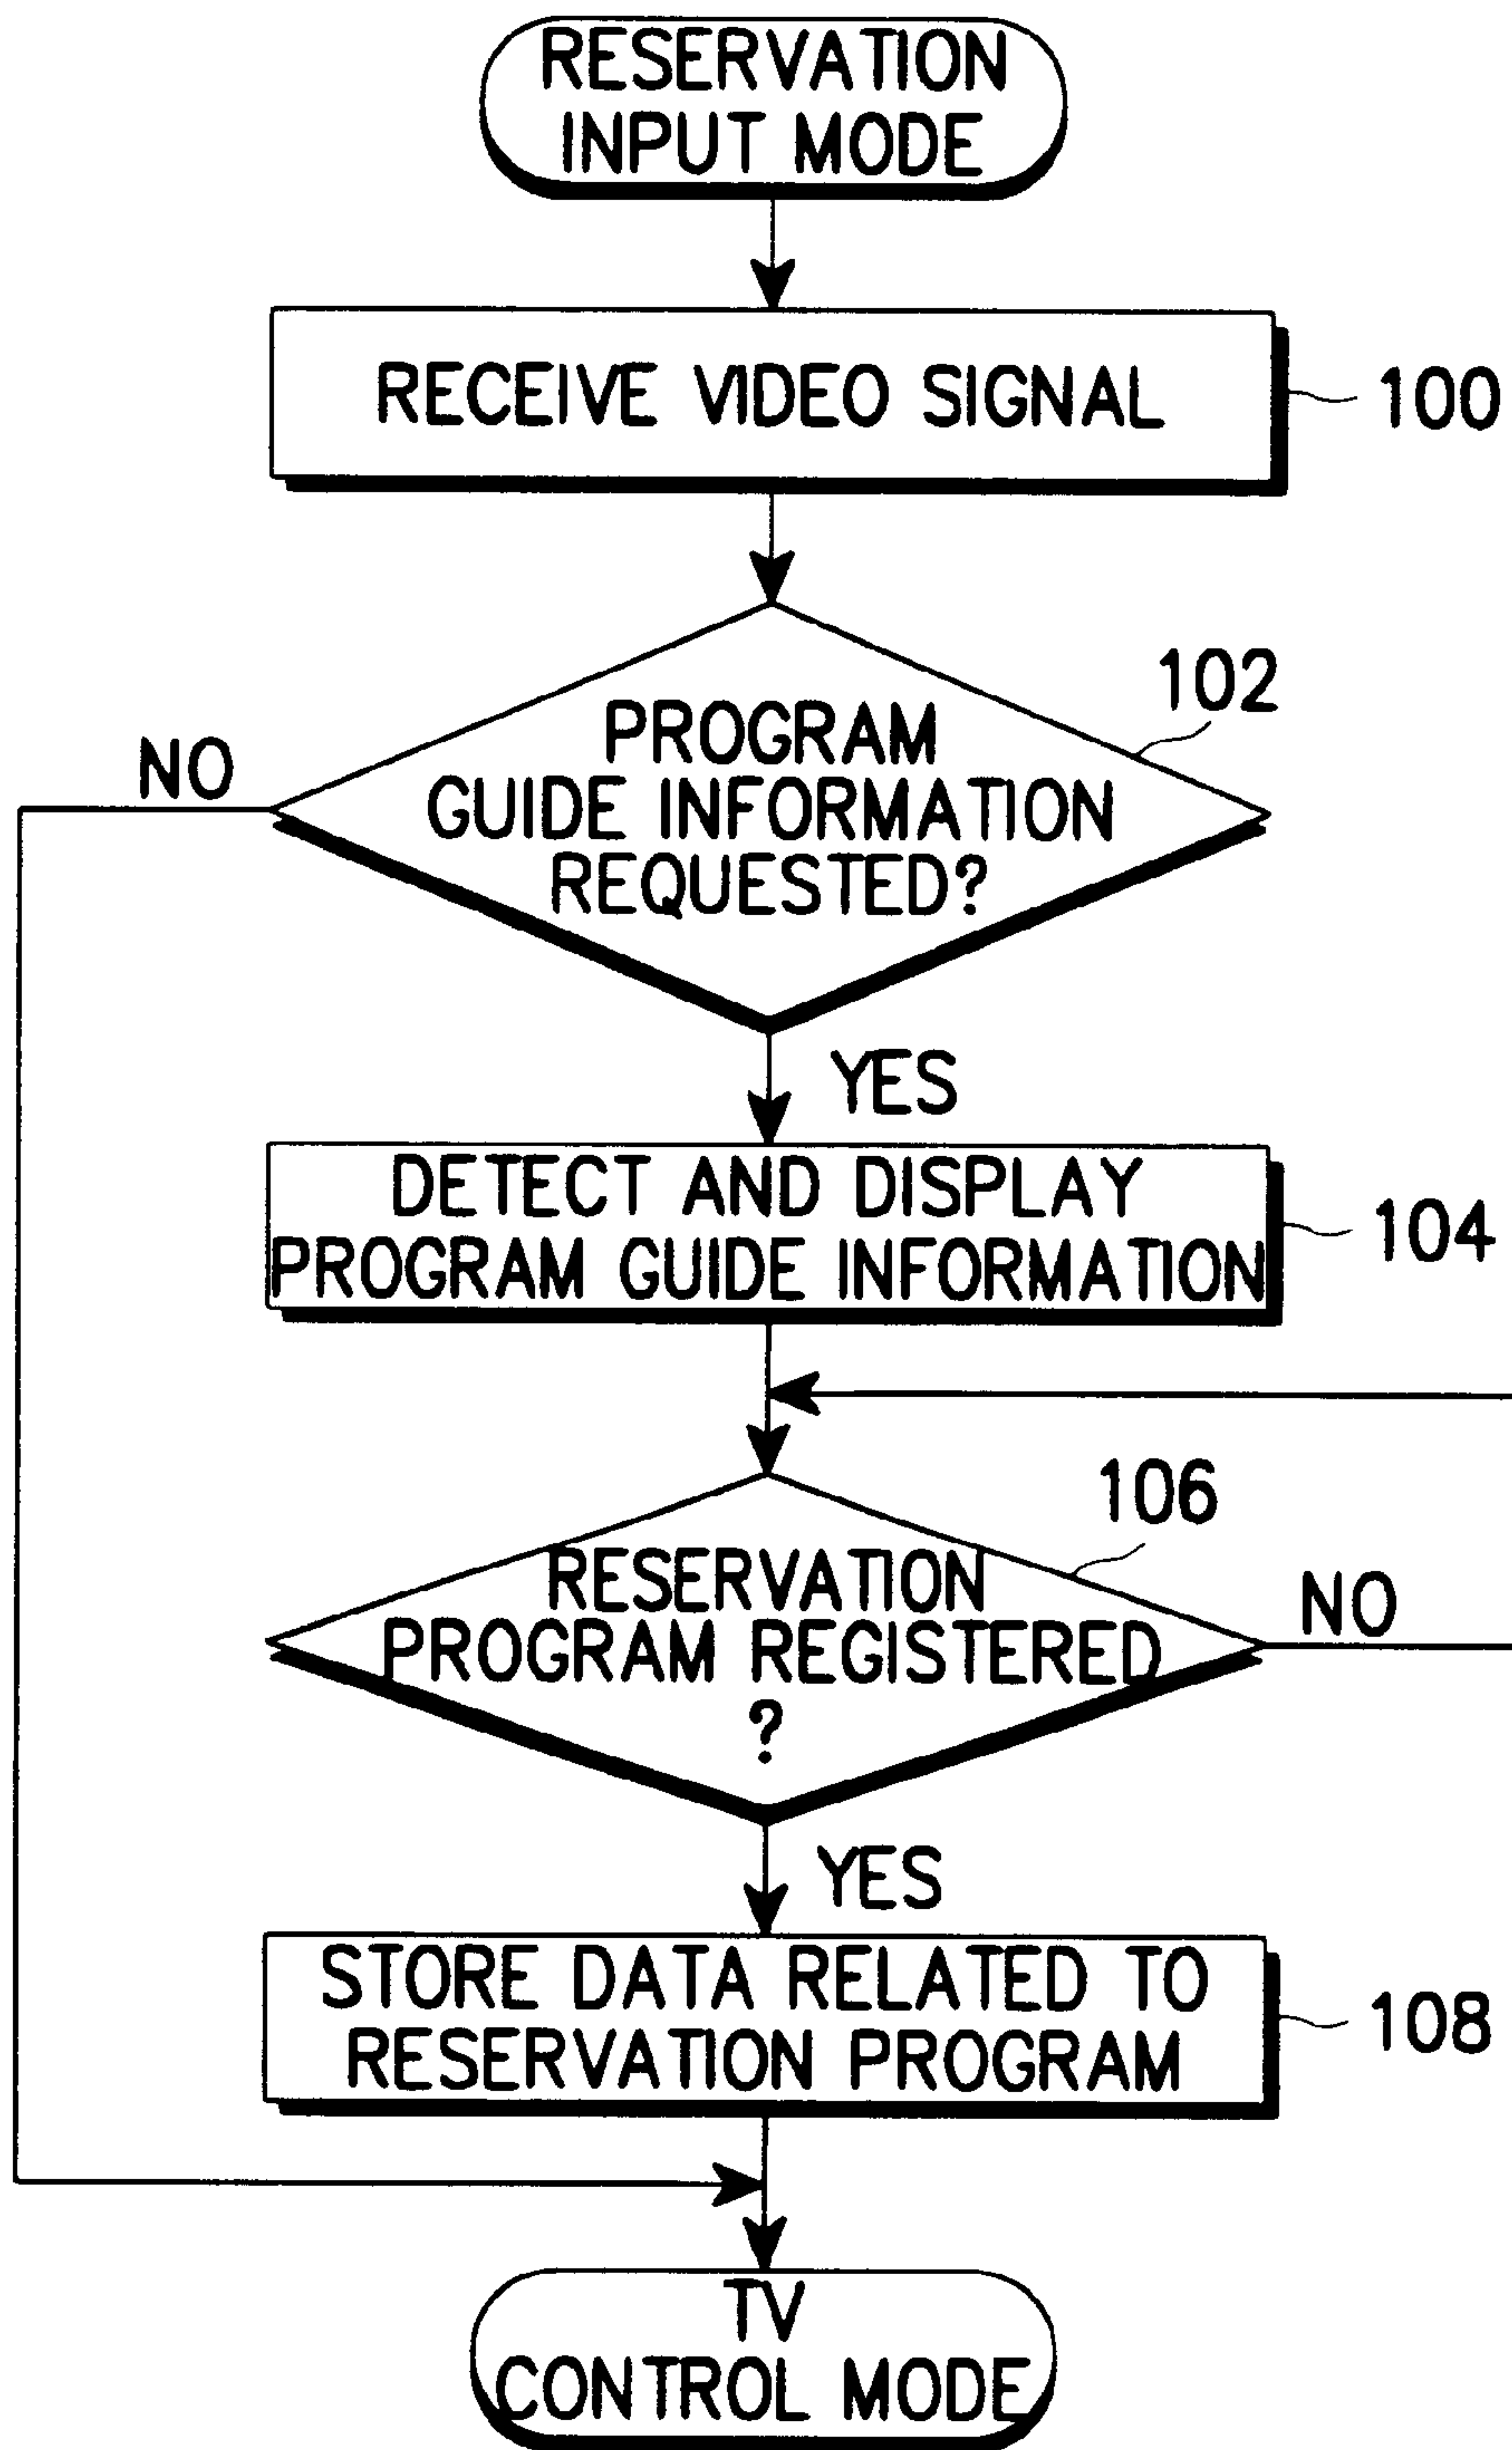 RESERVATION
INPUT MODE
RECEIVE VIDEO SIGNAL
100
102
PROGRAM
GUIDE INFORMATION
REQUESTED?
NO
YES
DETECT AND DISPLAY
PROGRAM GUIDE INFORMATION
104
106
RESERVATION
PROGRAM REGISTERED
?
NO
YES
STORE DATA RELATED TO
RESERVATION PROGRAM
108
TV
CONTROL MODE